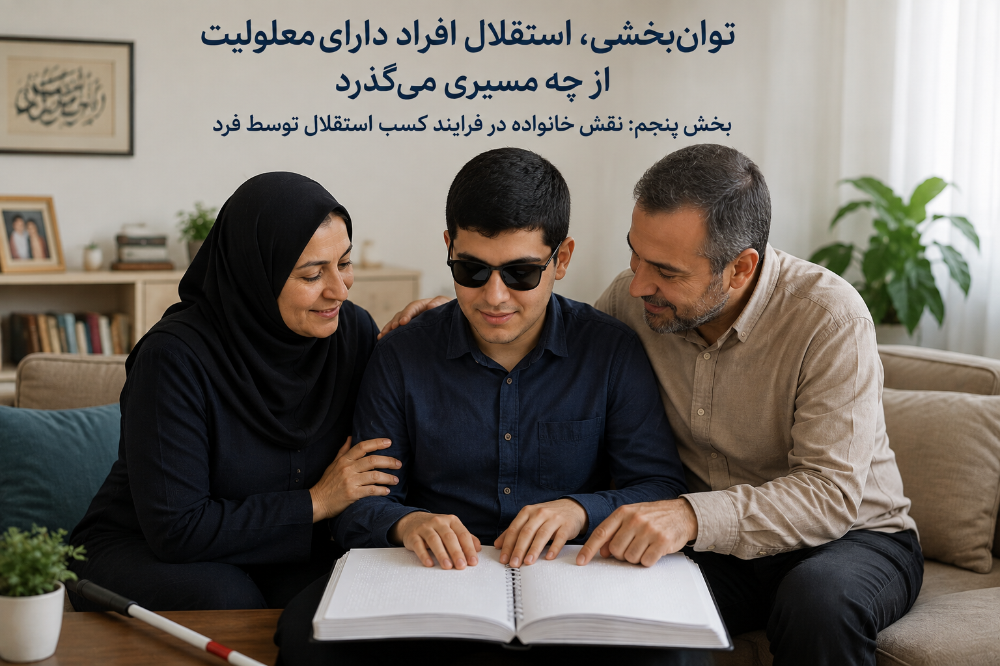 توان‌بخشی، استقلال افراد دارای معلولیت
از چه مسیری می‌گذرد
بخش پنجم: نقش خانواده در فرایند کسب استقلال توسط فرد